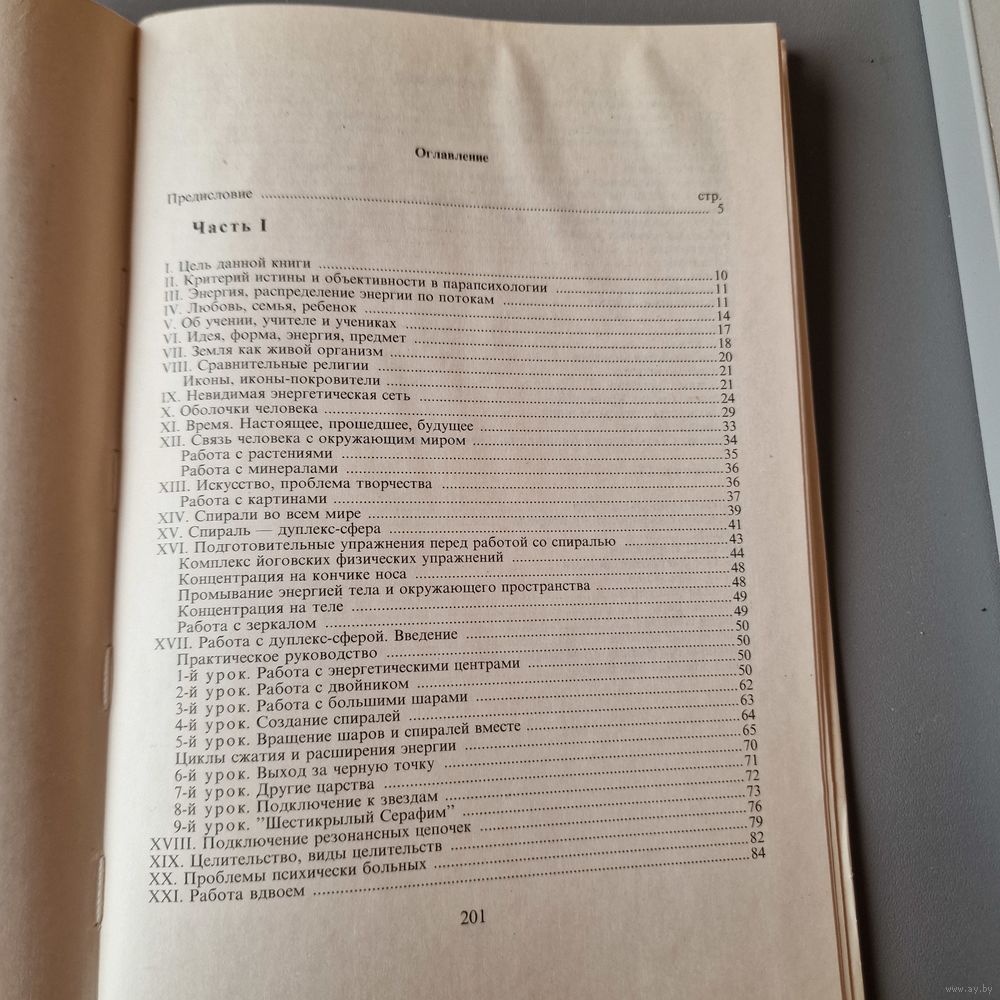 Оглавление
стр.
Предисловие ... 5
Часть I
I. Цель данной книги ... 10
II. Критерий истины и объективности в парапсихологии ... 11
III. Энергия, распределение энергии по потокам ... 11
IV. Любовь, семья, ребенок ... 14
V. Об учении, учителе и учениках ... 17
VI. Идея, форма, энергия, предмет ... 18
VII. Земля как живой организм ... 20
VIII. Сравнительные религии ... 21
Иконы, иконы-покровители ... 21
IX. Невидимая энергетическая сеть ... 24
X. Оболочки человека ... 29
XI. Время. Настоящее, прошедшее, будущее ... 33
XII. Связь человека с окружающим миром ... 34
Работа с растениями ... 35
Работа с минералами ... 36
XIII. Искусство, проблема творчества ... 36
Работа с картинами ... 37
XIV. Спирали во всем мире ... 39
XV. Спираль — дуплекс-сфера ... 41
XVI. Подготовительные упражнения перед работой со спиралью ... 43
Комплекс йоговских физических упражнений ... 44
Концентрация на кончике носа ... 48
Промывание энергией тела и окружающего пространства ... 48
Концентрация на теле ... 49
Работа с зеркалом ... 49
XVII. Работа с дуплекс-сферой. Введение ... 50
Практическое руководство ... 50
1-й урок. Работа с энергетическими центрами ... 50
2-й урок. Работа с двойником ... 50
3-й урок. Работа с большими шарами ... 62
4-й урок. Создание спиралей ... 63
5-й урок. Вращение шаров и спиралей вместе ... 64
Циклы сжатия и расширения энергии ... 65
6-й урок. Выход за черную точку ... 70
7-й урок. Другие царства ... 71
8-й урок. Подключение к звездам ... 72
9-й урок. "Шестикрылый Серафим" ... 73
XVIII. Подключение резонансных цепочек ... 76
XIX. Целительство, виды целительств ... 79
XX. Проблемы психически больных ... 82
XXI. Работа вдвоем ... 84
201
www.ay.by